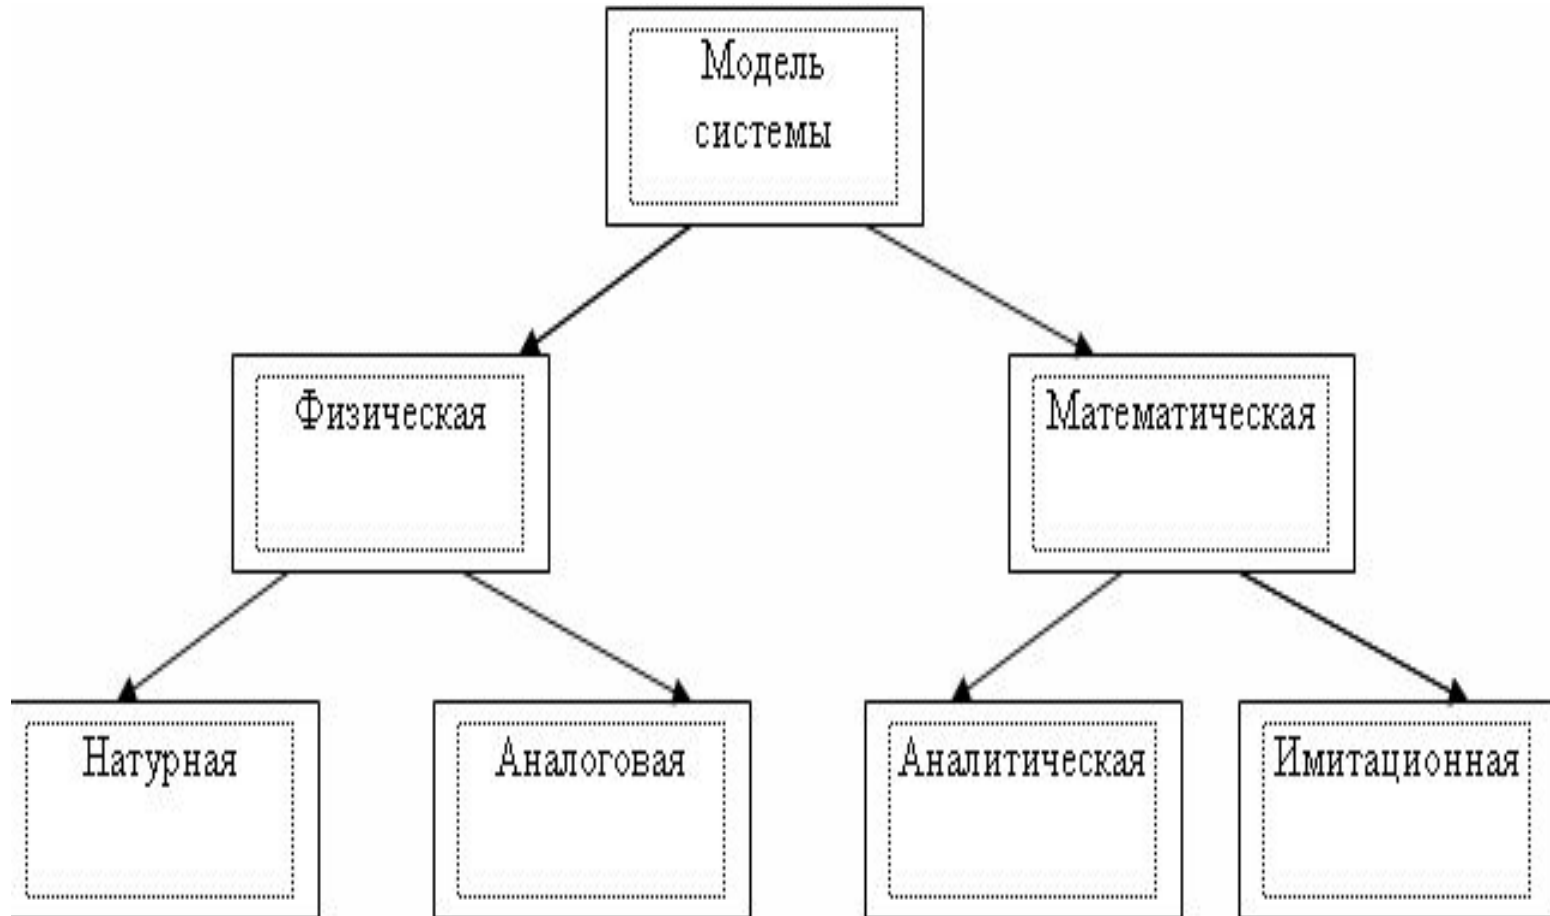 Модель
системы
Физическая
Математическая
Натурная
Аналоговая
Аналитическая
Имитационная